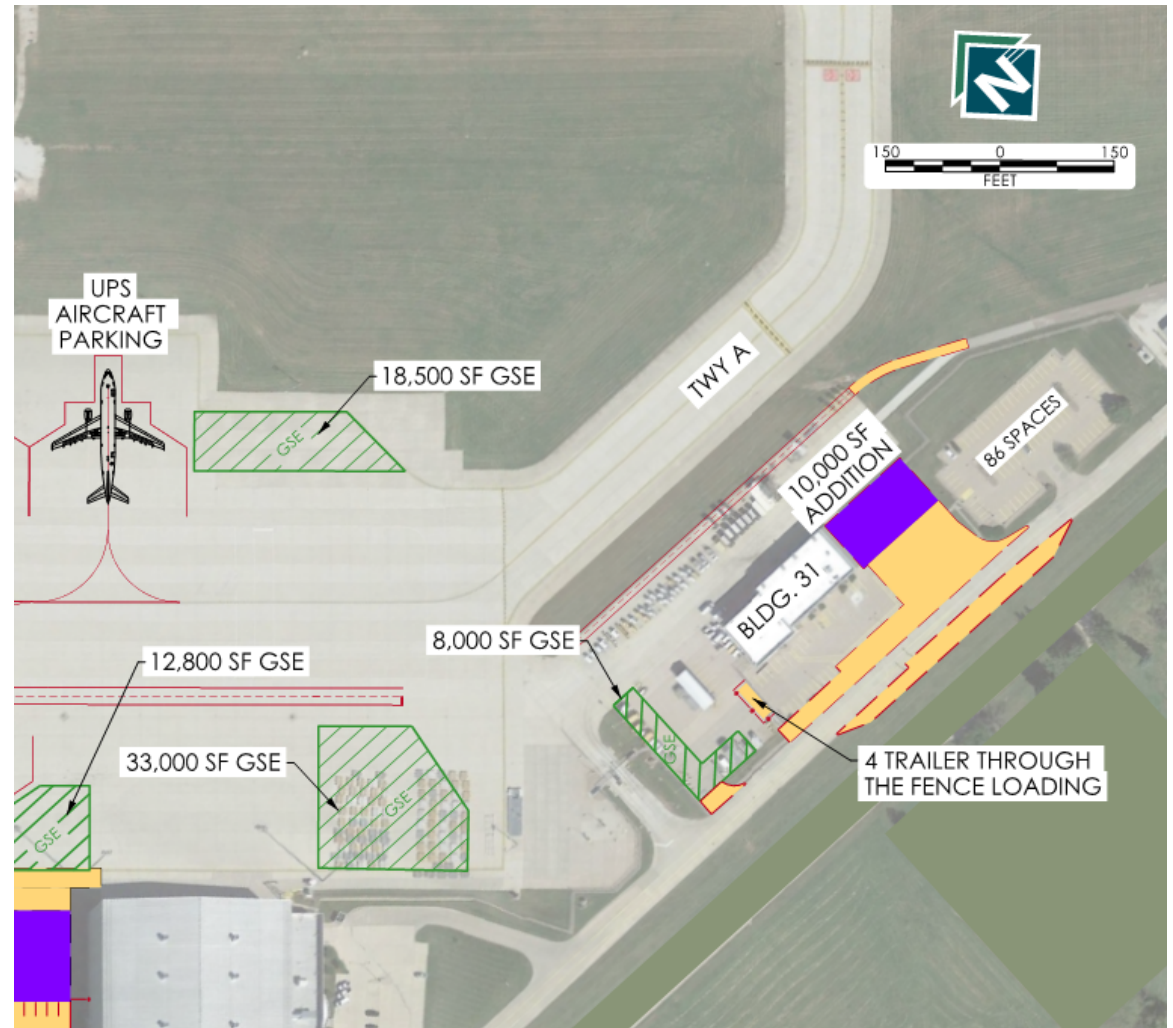 N
150 0 150
FEET
UPS
AIRCRAFT
PARKING
18,500 SF GSE
GSE
TWY A
86 SPACES
10,000 SF
ADDITION
BLDG. 31
8,000 SF GSE
GSE
12,800 SF GSE
GSE
33,000 SF GSE
GSE
4 TRAILER THROUGH
THE FENCE LOADING